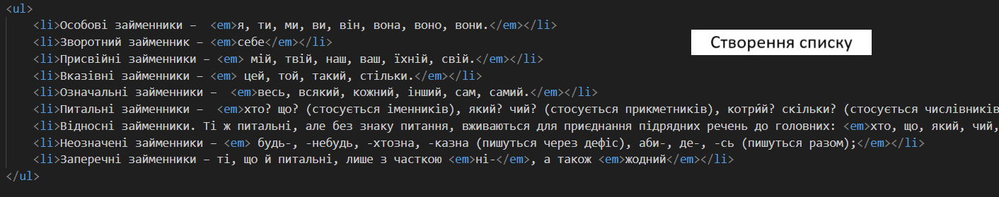 <ul>
<li>Особові займенники –  <em>я, ти, ми, ви, він, вона, воно, вони.</em></li>
Створення списку
<li>Зворотний займенник – <em>себе</em></li>
<li>Присвійні займенники – <em> мій, твій, наш, ваш, їхній, свій.</em></li>
<li>Вказівні займенники – <em> цей, той, такий, стільки.</em></li>
<li>Означальні займенники –  <em>весь, всякий, кожний, інший, сам, самий.</em></li>
<li>Питальні займенники –  <em>хто? що? (стосується іменників), який? чий? (стосується прикметників), котри́й? скільки? (стосується числівників
<li>Відносні займенники. Ті ж питальні, але без знаку питання, вживаються для приєднання підрядних речень до головних: <em>хто, що, який, чий,
<li>Неозначені займенники – <em> будь-, -небудь, -хтозна, -казна (пишуться через дефіс), аби-, де-, -сь (пишуться разом);</em></li>
<li>Заперечні займенники – ті, що й питальні, лише з часткою <em>ні-</em>, а також <em>жодний</em></li>
</ul>